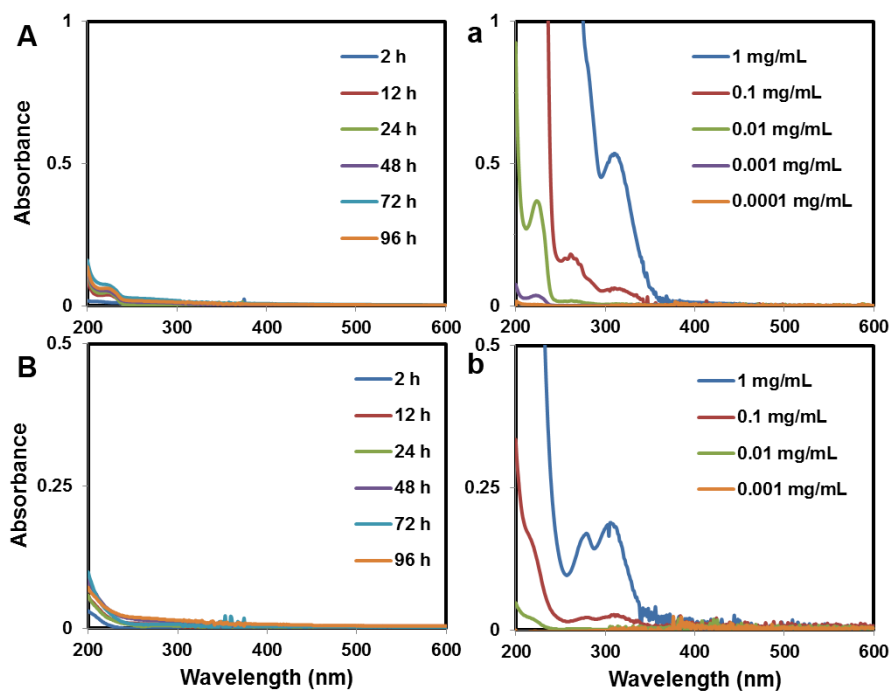 A
Absorbance
1
0.5
0
200 300 400 500 600
2 h
12 h
24 h
48 h
72 h
96 h
a
1
0.5
0
200 300 400 500 600
1 mg/mL
0.1 mg/mL
0.01 mg/mL
0.001 mg/mL
0.0001 mg/mL
B
Absorbance
0.5
0.25
0
200 300 400 500 600
Wavelength (nm)
2 h
12 h
24 h
48 h
72 h
96 h
b
0.5
0.25
0
200 300 400 500 600
Wavelength (nm)
1 mg/mL
0.1 mg/mL
0.01 mg/mL
0.001 mg/mL